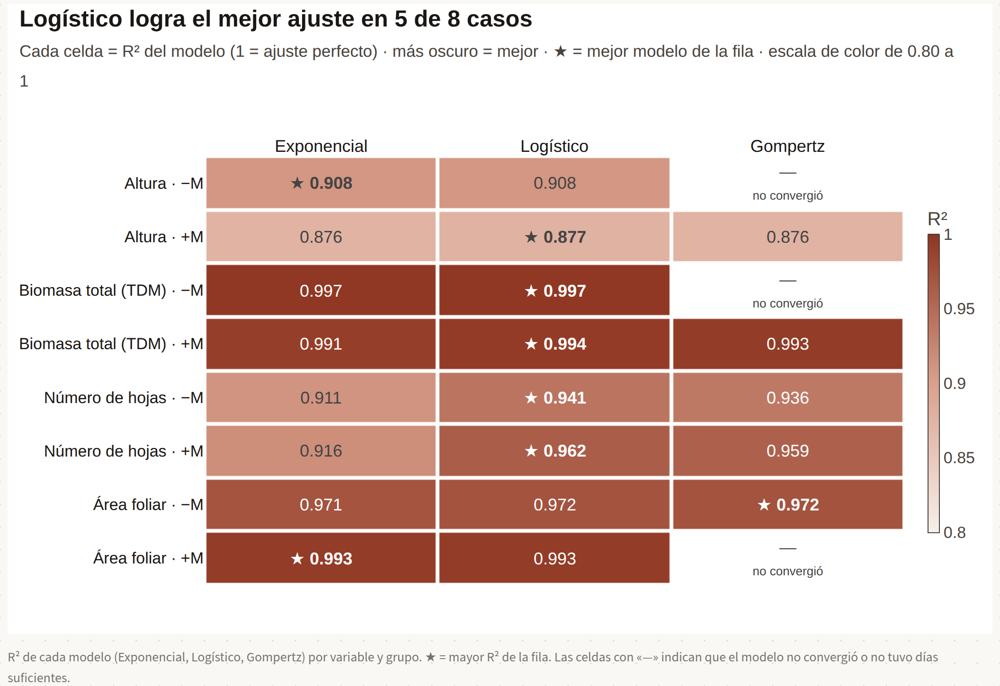 Logístico logra el mejor ajuste en 5 de 8 casos
Cada celda = R² del modelo (1 = ajuste perfecto) · más oscuro = mejor · ★ = mejor modelo de la fila · escala de color de 0.80 a
1
Exponencial Logístico Gompertz
Altura · −M ★ 0.908 0.908 —
no convergió
Altura · +M 0.876 ★ 0.877 0.876
Biomasa total (TDM) · −M 0.997 ★ 0.997 —
no convergió
Biomasa total (TDM) · +M 0.991 ★ 0.994 0.993
Número de hojas · −M 0.911 ★ 0.941 0.936
Número de hojas · +M 0.916 ★ 0.962 0.959
Área foliar · −M 0.971 0.972 ★ 0.972
Área foliar · +M ★ 0.993 0.993 —
no convergió
R²
1
0.95
0.9
0.85
0.8
R² de cada modelo (Exponencial, Logístico, Gompertz) por variable y grupo. ★ = mayor R² de la fila. Las celdas con «—» indican que el modelo no convergió o no tuvo días
suficientes.